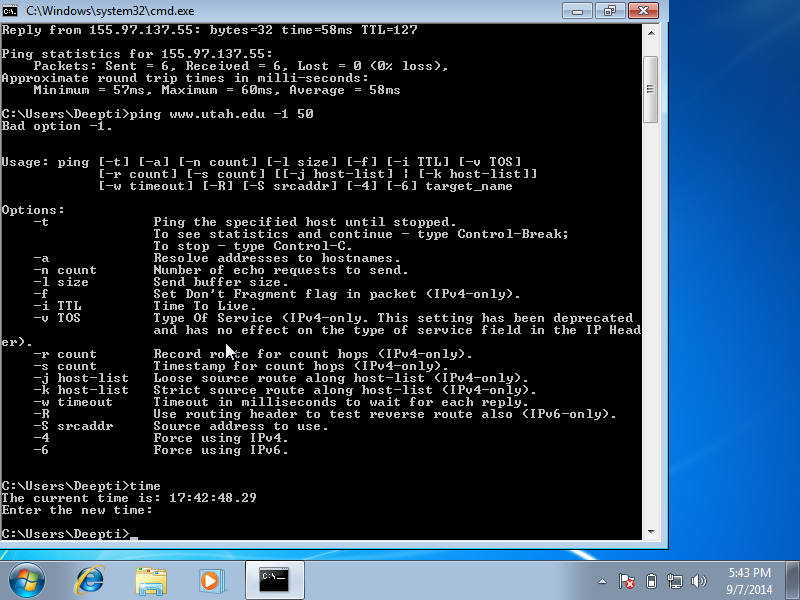 C:\Windows\system32\cmd.exe
Reply from 155.97.137.55: bytes=32 time=58ms TTL=127
Ping statistics for 155.97.137.55:
Packets: Sent = 6, Received = 6, Lost = 0 (0% loss),
Approximate round trip times in milli-seconds:
Minimum = 57ms, Maximum = 60ms, Average = 58ms
C:\Users\Deepti>ping www.utah.edu -1 50
Bad option -1.
Usage: ping [-t] [-a] [-n count] [-l size] [-f] [-i TTL] [-v TOS]
[-r count] [-s count] [[-j host-list] | [-k host-list]]
[-w timeout] [-R] [-S srcaddr] [-4] [-6] target_name
Options:
-t Ping the specified host until stopped.
To see statistics and continue - type Control-Break;
To stop - type Control-C.
-a Resolve addresses to hostnames.
-n count Number of echo requests to send.
-l size Send buffer size.
-f Set Don't Fragment flag in packet (IPv4-only).
-i TTL Time To Live.
-v TOS Type Of Service (IPv4-only. This setting has been deprecated
and has no effect on the type of service field in the IP Head
er).
-r count Record route for count hops (IPv4-only).
-s count Timestamp for count hops (IPv4-only).
-j host-list Loose source route along host-list (IPv4-only).
-k host-list Strict source route along host-list (IPv4-only).
-w timeout Timeout in milliseconds to wait for each reply.
-R Use routing header to test reverse route also (IPv6-only).
-S srcaddr Source address to use.
-4 Force using IPv4.
-6 Force using IPv6.
C:\Users\Deepti>time
The current time is: 17:42:48.29
Enter the new time:
C:\Users\Deepti>_
5:43 PM
9/7/2014